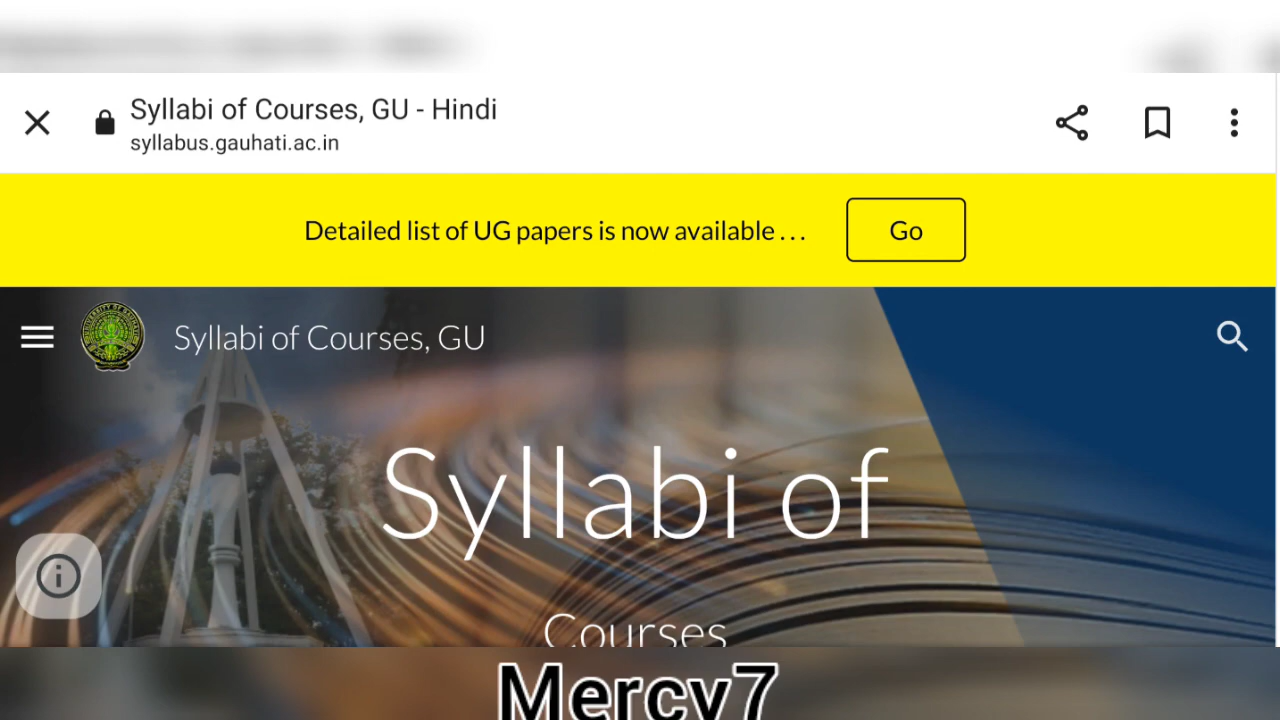 Syllabi of Courses, GU - Hindi
syllabus.gauhati.ac.in
Detailed list of UG papers is now available ...
Go
Syllabi of Courses, GU
Syllabi of
Courses
Mercy7